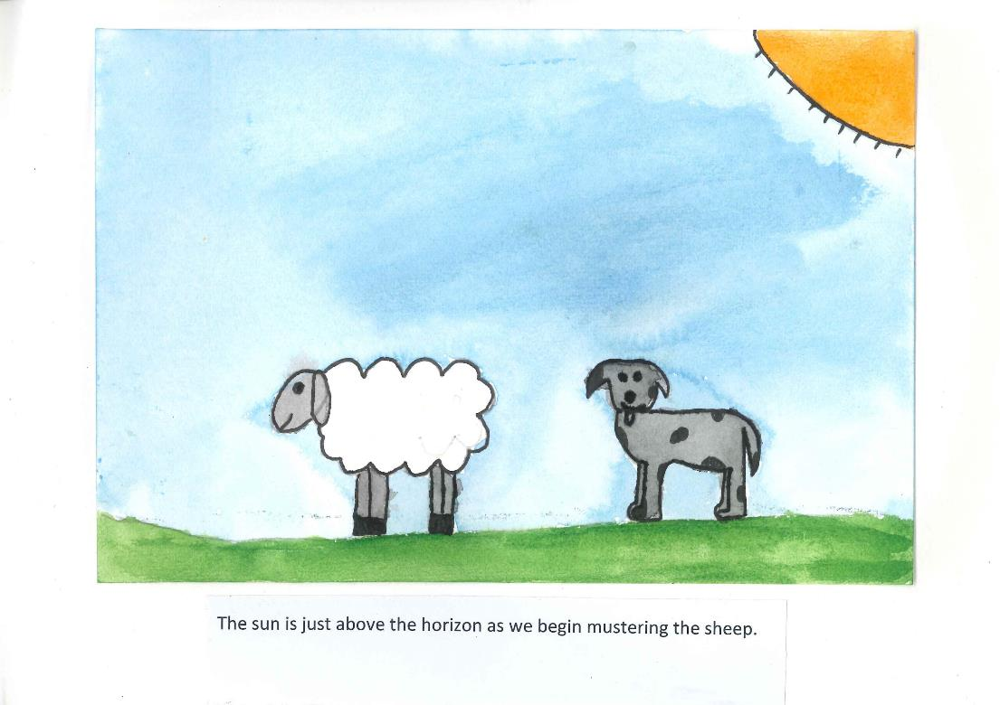 The sun is just above the horizon as we begin mustering the sheep.